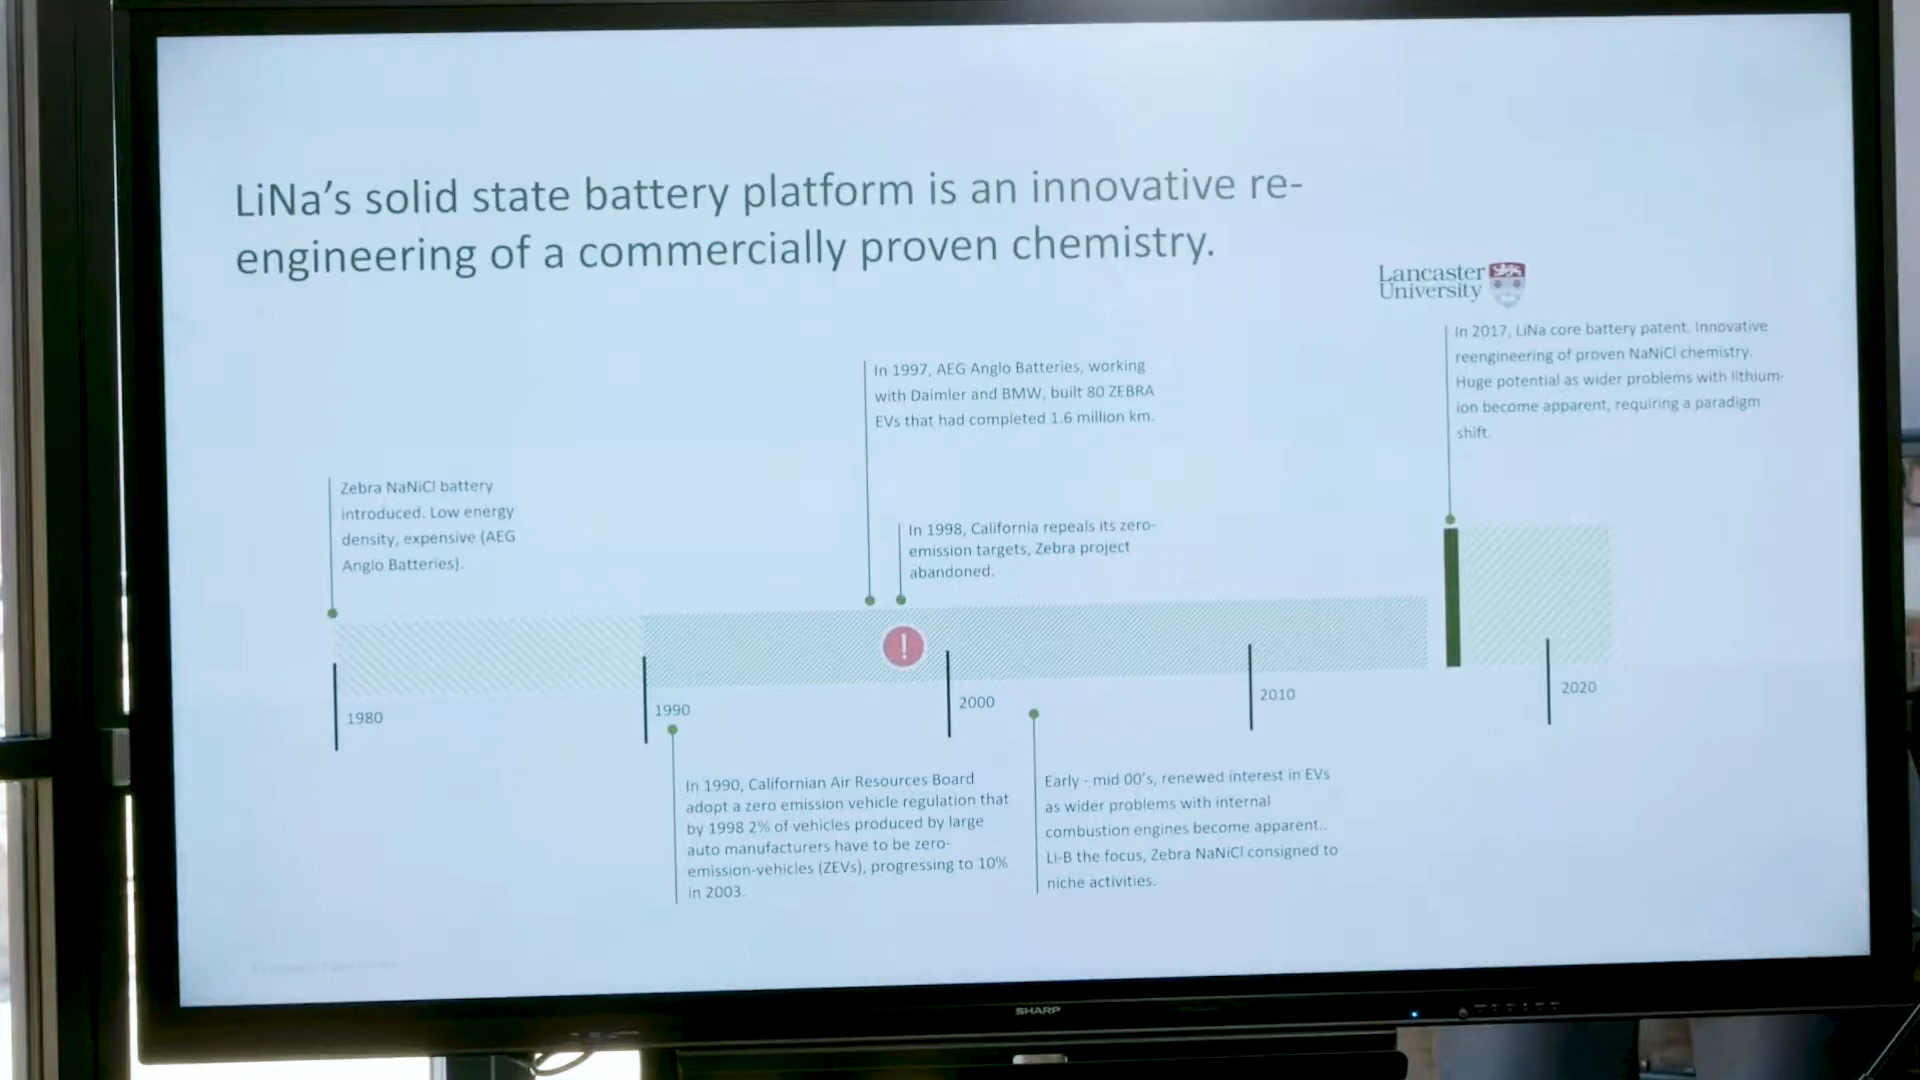 LiNa's solid state battery platform is an innovative re-
engineering of a commercially proven chemistry.
Lancaster
University
In 2017, LiNa core battery patent. Innovative
reengineering of proven NaNiCl chemistry.
Huge potential as wider problems with lithium-
ion become apparent, requiring a paradigm
shift.
In 1997, AEG Anglo Batteries, working
with Daimler and BMW, built 80 ZEBRA
EVs that had completed 1.6 million km.
Zebra NaNiCl battery
introduced. Low energy
density, expensive (AEG
Anglo Batteries).
In 1998, California repeals its zero-
emission targets, Zebra project
abandoned.
!
1980
1990
2000
2010
2020
In 1990, Californian Air Resources Board
adopt a zero emission vehicle regulation that
by 1998 2% of vehicles produced by large
auto manufacturers have to be zero-
emission-vehicles (ZEVs), progressing to 10%
in 2003.
Early - mid 00's, renewed interest in EVs
as wider problems with internal
combustion engines become apparent..
Li-B the focus, Zebra NaNiCl consigned to
niche activities.
SHARP